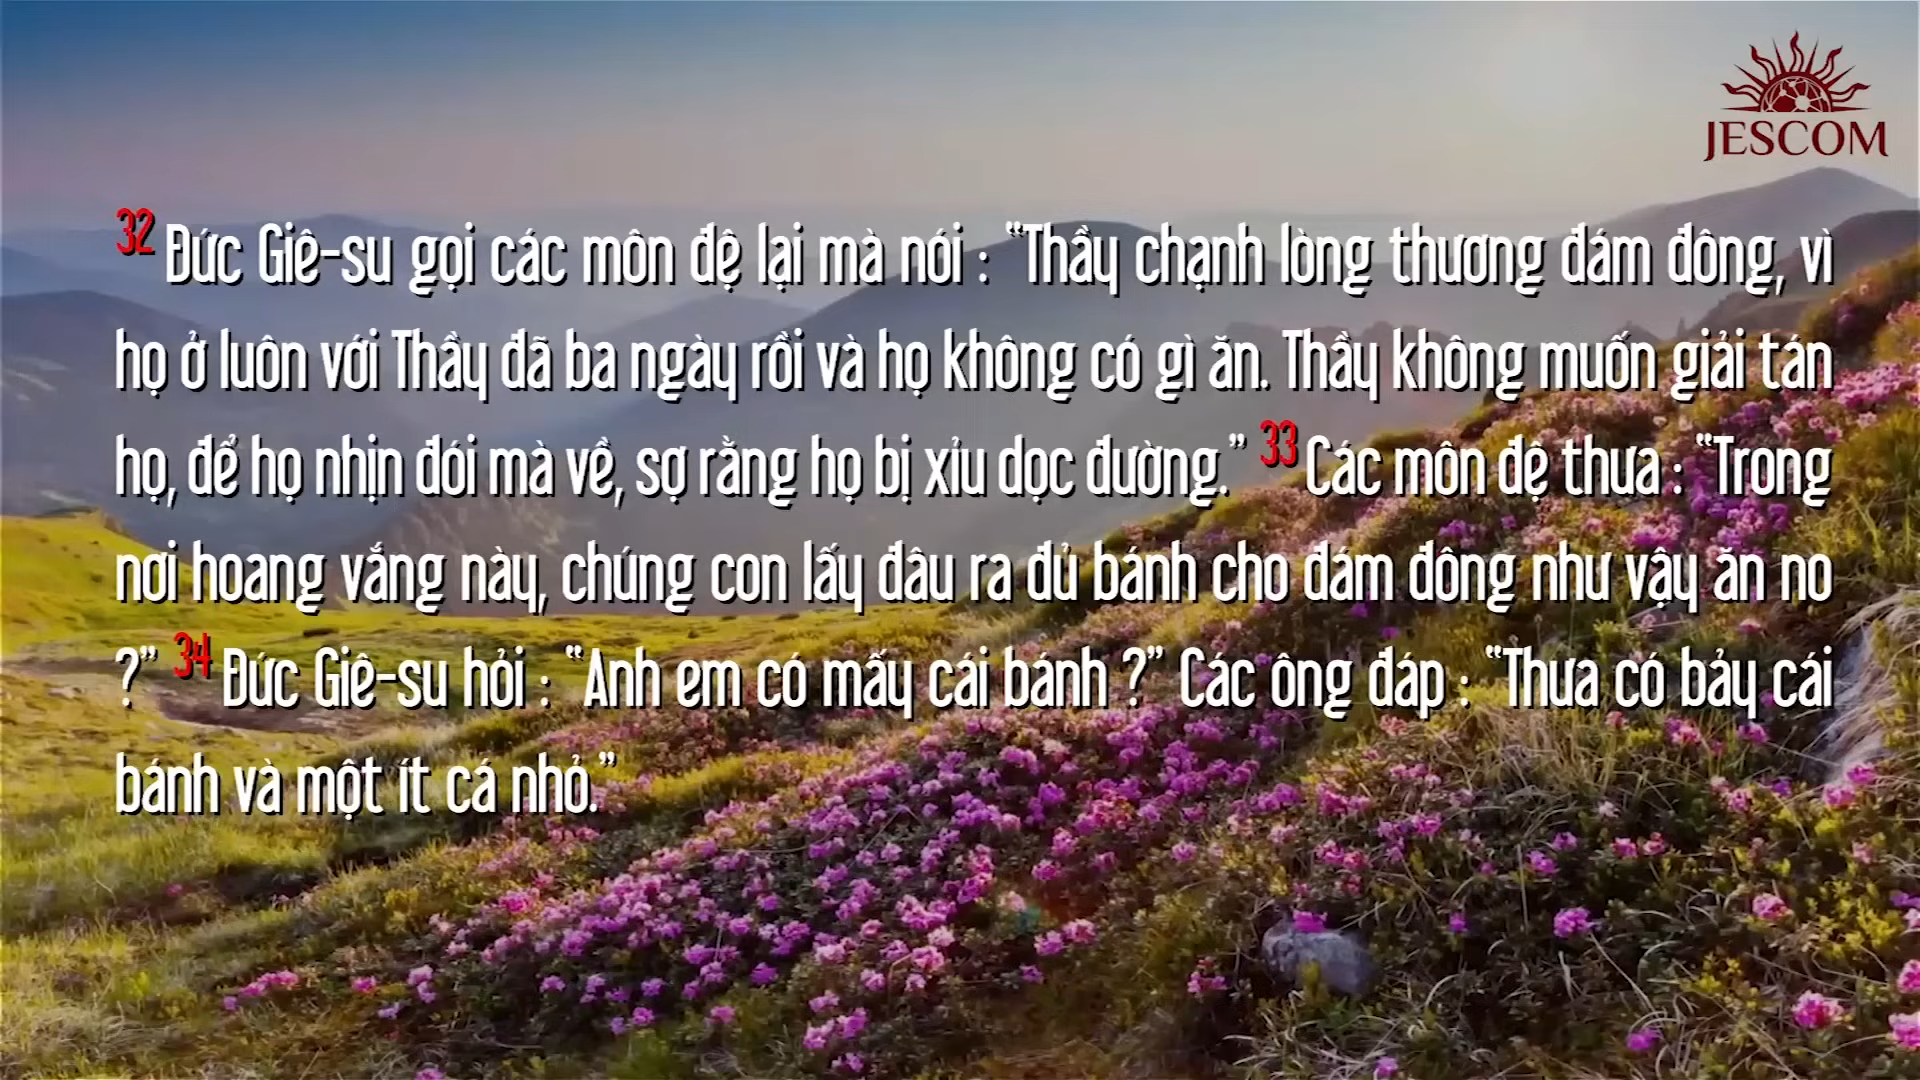 JESCOM
32 Đức Giê-su gọi các môn đệ lại mà nói : “Thầy chạnh lòng thương đám đông, vì
họ ở luôn với Thầy đã ba ngày rồi và họ không có gì ăn. Thầy không muốn giải tán
họ, để họ nhịn đói mà về, sợ rằng họ bị xỉu dọc đường.” 33 Các môn đệ thưa : “Trong
nơi hoang vắng này, chúng con lấy đâu ra đủ bánh cho đám đông như vậy ăn no
?” 34 Đức Giê-su hỏi : “Anh em có mấy cái bánh ?” Các ông đáp : “Thưa có bảy cái
bánh và một ít cá nhỏ.”